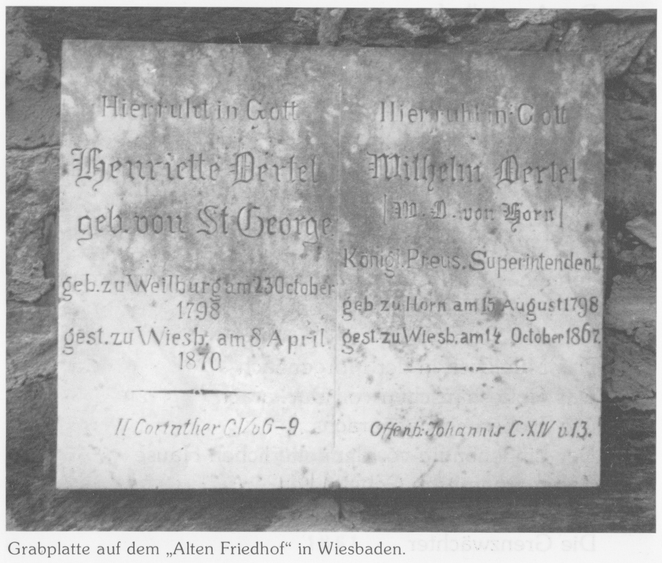 Hier ruht in Gott
Henriette Oertel
geb. von St George
geb. zu Weilburg am 23 October
1798
gest. zu Wiesb. am 8 April.
1870
II Corinther C.V v 6-9
Hier ruht in Gott
Wilhelm Oertel
[W. O. von Horn]
Königl. Preus. Superintendent.
geb zu Horn am 15 August 1798
gest. zu Wiesb. am 14 October 1867.
Offenb. Johannis C. XIV v. 13.
Grabplatte auf dem „Alten Friedhof“ in Wiesbaden.